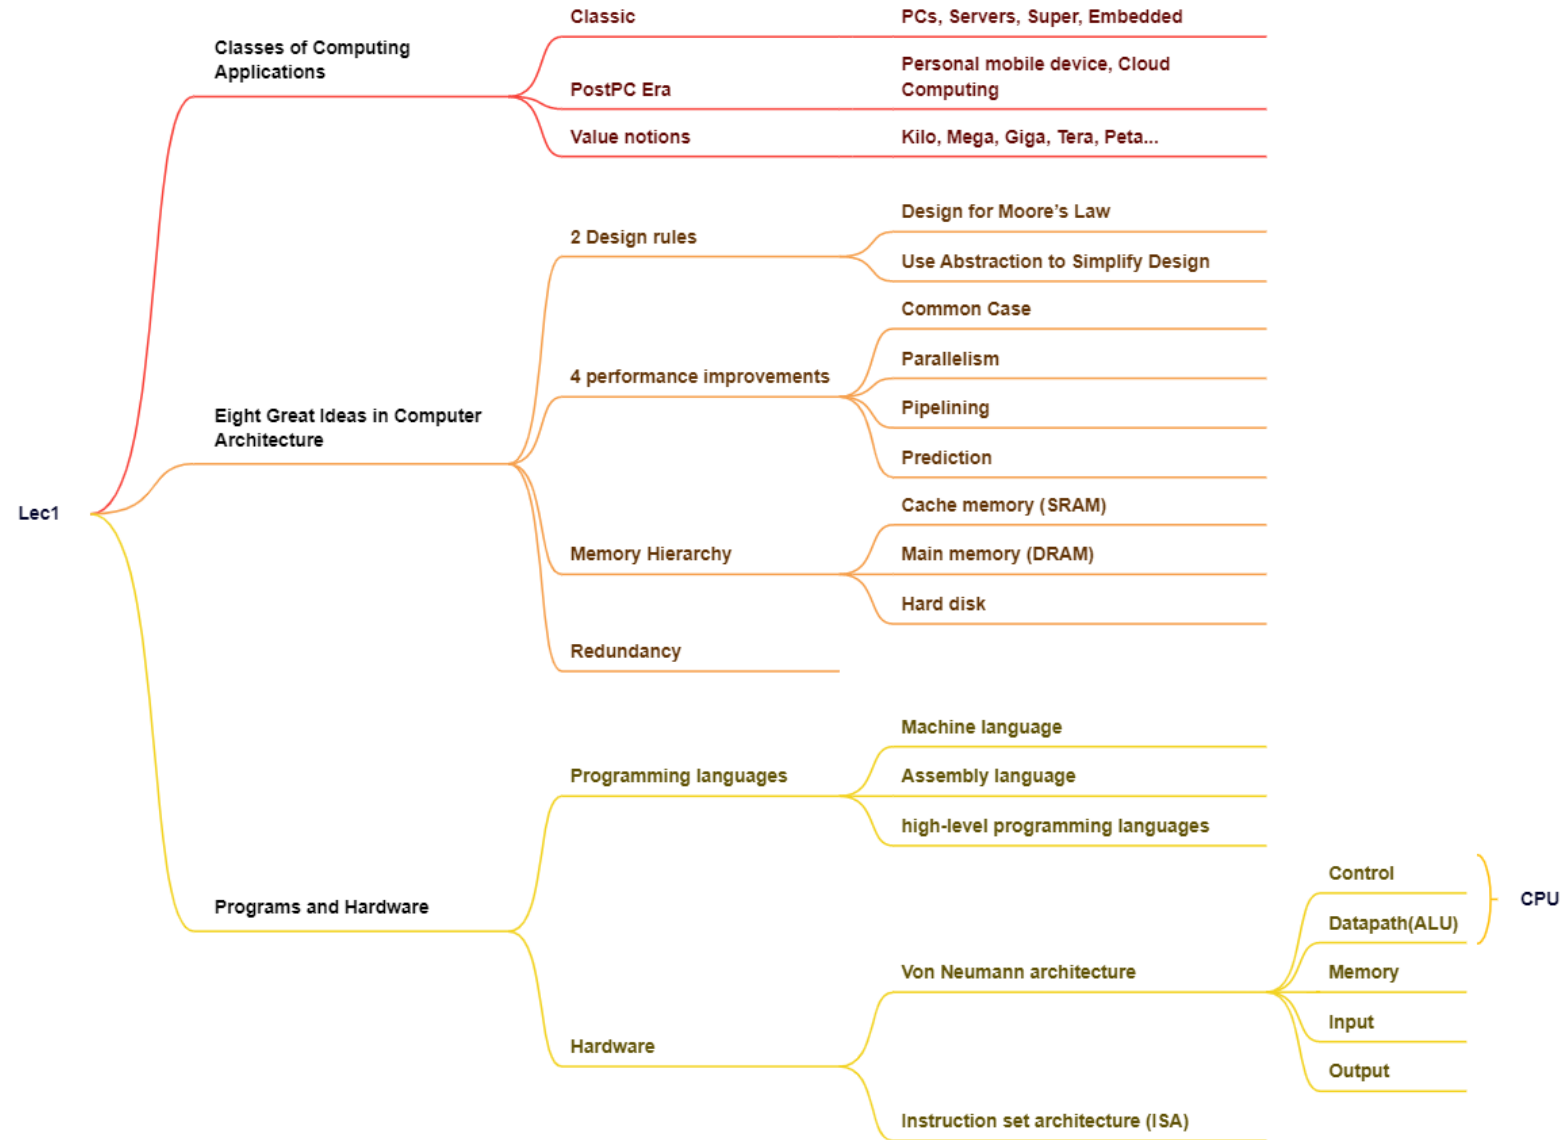 Lec1
Classes of Computing
Applications
Classic
PCs, Servers, Super, Embedded
PostPC Era
Personal mobile device, Cloud
Computing
Value notions
Kilo, Mega, Giga, Tera, Peta...
Eight Great Ideas in Computer
Architecture
2 Design rules
Design for Moore’s Law
Use Abstraction to Simplify Design
4 performance improvements
Common Case
Parallelism
Pipelining
Prediction
Memory Hierarchy
Cache memory (SRAM)
Main memory (DRAM)
Hard disk
Redundancy
Programs and Hardware
Programming languages
Machine language
Assembly language
high-level programming languages
Hardware
Von Neumann architecture
Control
Datapath(ALU)
CPU
Memory
Input
Output
Instruction set architecture (ISA)